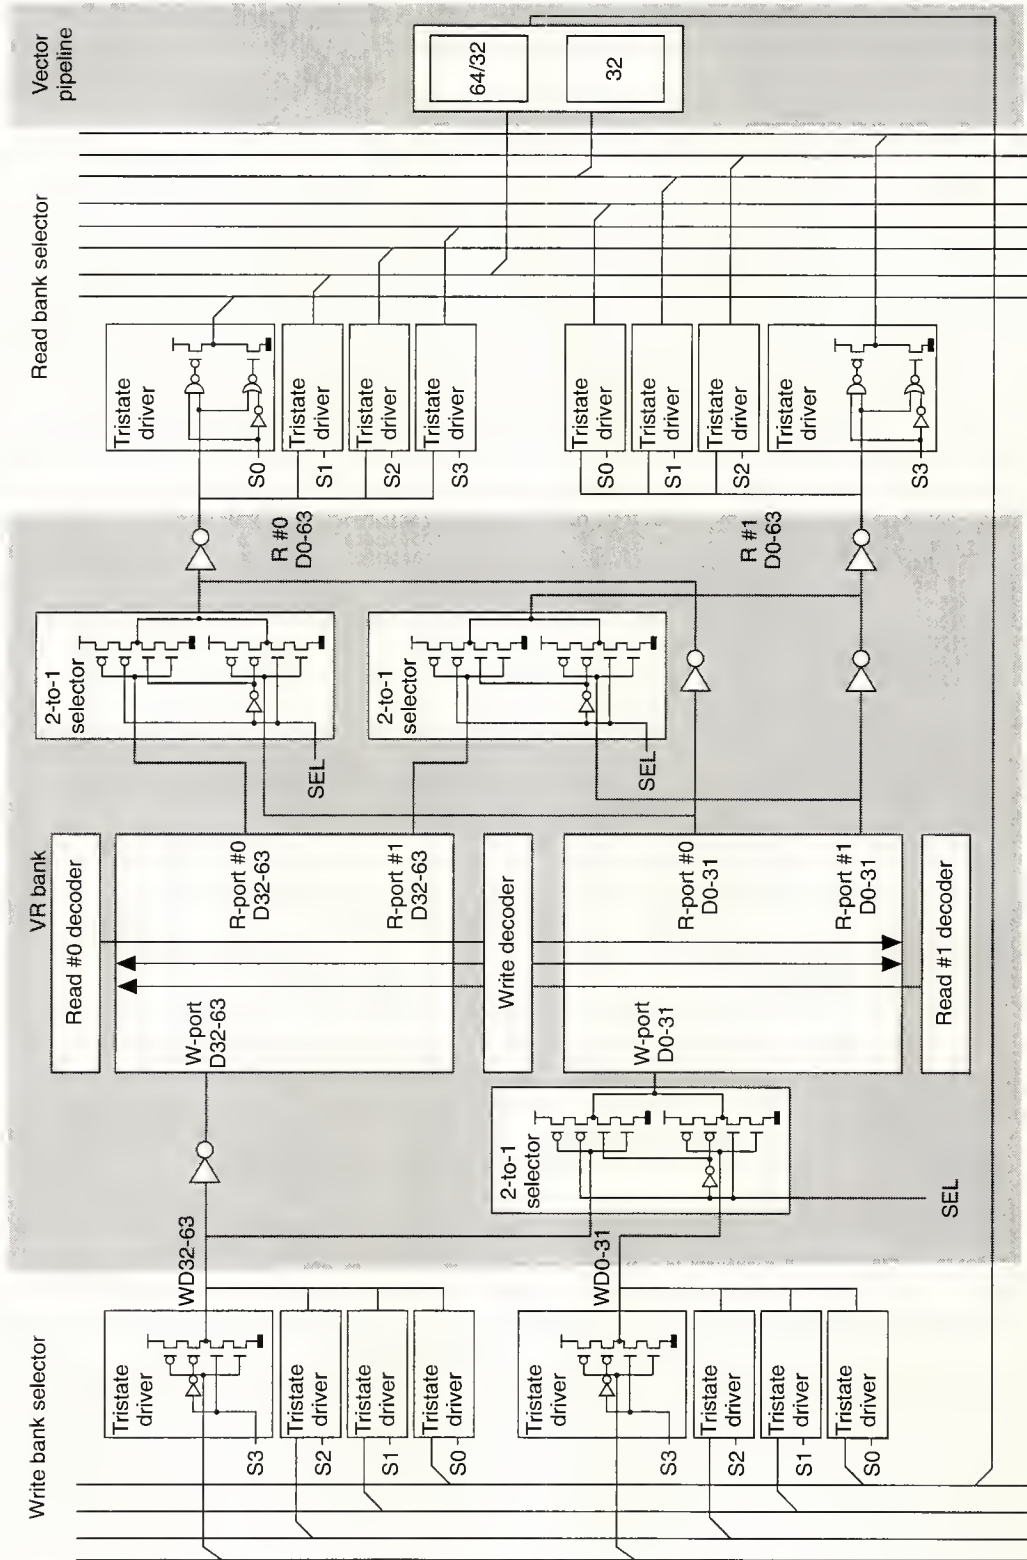 Write bank selector
VR bank
Read bank selector
Vector
pipeline
Tristate
driver
S3
Tristate
driver
S2
Tristate
driver
S1
Tristate
driver
S0
WD32-63
Tristate
driver
S3
Tristate
driver
S2
Tristate
driver
S1
Tristate
driver
S0
WD0-31
2-to-1
selector
SEL
Read #0 decoder
W-port
D32-63
R-port #0
D32-63
R-port #1
D32-63
Write decoder
W-port
D0-31
R-port #0
D0-31
R-port #1
D0-31
Read #1 decoder
2-to-1
selector
SEL
2-to-1
selector
SEL
R #0
D0-63
R #1
D0-63
Tristate
driver
S0
Tristate
driver
S1
Tristate
driver
S2
Tristate
driver
S3
Tristate
driver
S0
Tristate
driver
S1
Tristate
driver
S2
Tristate
driver
S3
64/32
32